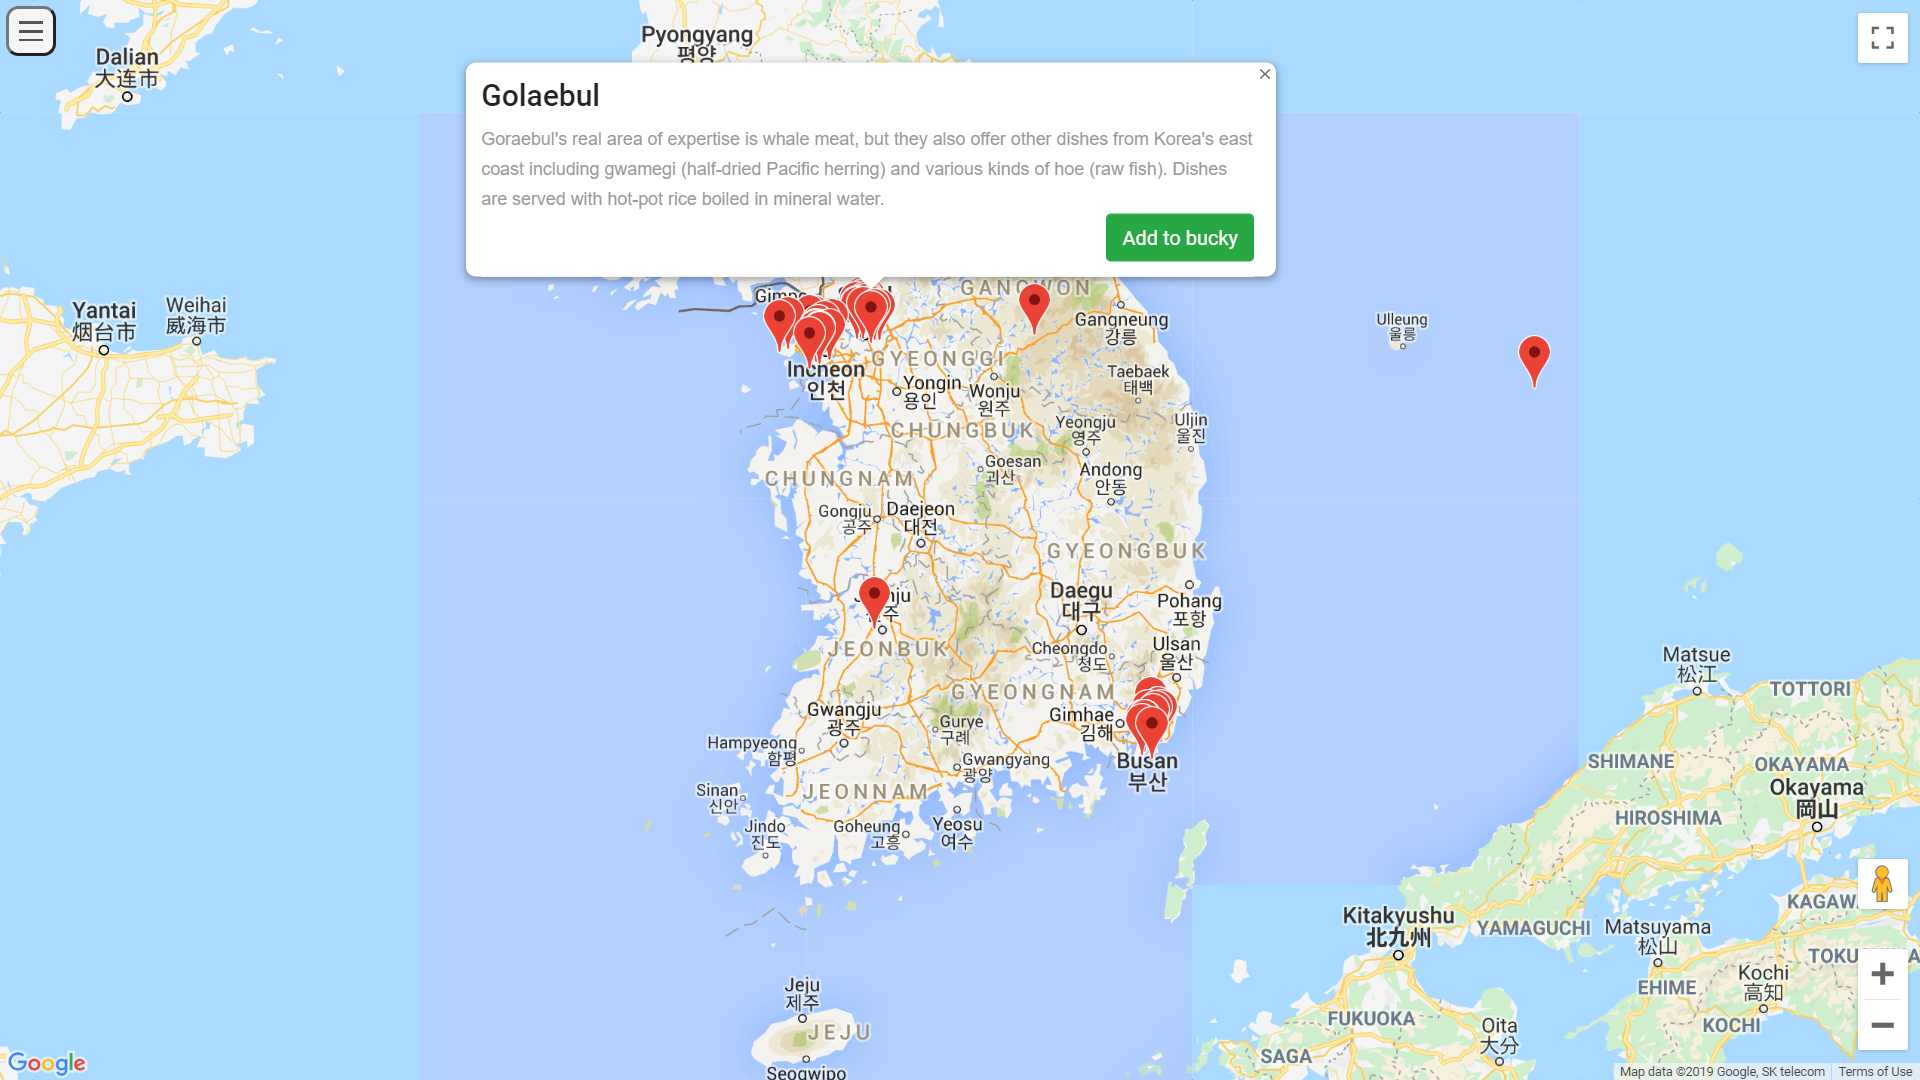 Pyongyang
평양
Dalian
大连市
Golaebul
Goraebul's real area of expertise is whale meat, but they also offer other dishes from Korea's east
coast including gwamegi (half-dried Pacific herring) and various kinds of hoe (raw fish). Dishes
are served with hot-pot rice boiled in mineral water.
Add to bucky
GANGWON
Gangneung
강릉
Ulleung
울릉
Yantai
烟台市
Weihai
威海市
GYEONGGI
Incheon
인천
Yongin
용인
Wonju
원주
Taebaek
태백
CHUNGBUK
Yeongju
영주
Uljin
울진
Goesan
괴산
Andong
안동
CHUNGNAM
Gongju
공주
Daejeon
대전
GYEONGBUK
Daegu
대구
Pohang
포항
JEONBUK
Cheongdo
청도
Ulsan
울산
GYEONGNAM
Gwangju
광주
Gurye
구례
Gimhae
김해
Hampyeong
함평
Gwangyang
광양
Busan
부산
Sinan
신안
JEONNAM
Jindo
진도
Goheung
고흥
Yeosu
여수
Matsue
松江
TOTTORI
SHIMANE
OKAYAMA
Okayama
岡山
HIROSHIMA
Kitakyushu
北九州
YAMAGUCHI
Matsuyama
松山
Kochi
高知
EHIME
KOCHI
FUKUOKA
Oita
大分
SAGA
Jeju
제주
JEJU
Seogwipo
Google
Map data ©2019 Google, SK telecom
Terms of Use